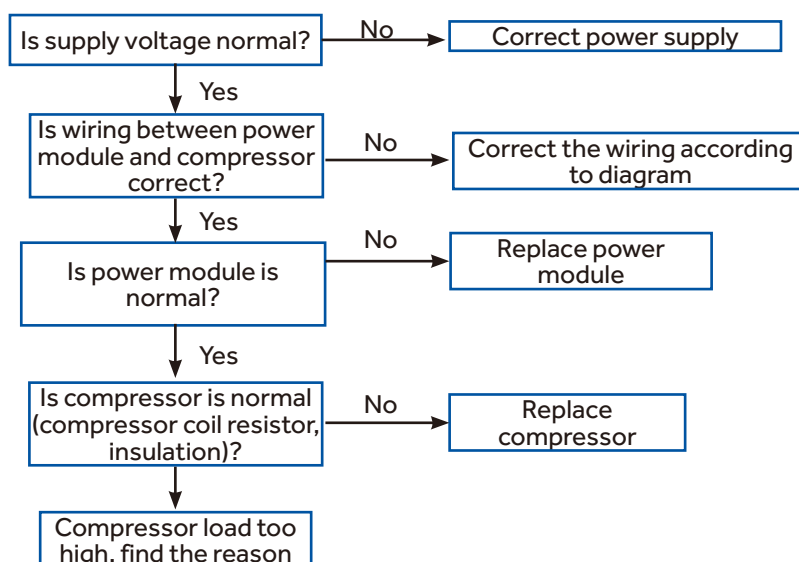 Is supply voltage normal?
No
Correct power supply
Yes
Is wiring between power
module and compressor
correct?
No
Correct the wiring according
to diagram
Yes
Is power module is
normal?
No
Replace power
module
Yes
Is compressor is normal
(compressor coil resistor,
insulation)?
No
Replace
compressor
Compressor load too
high, find the reason